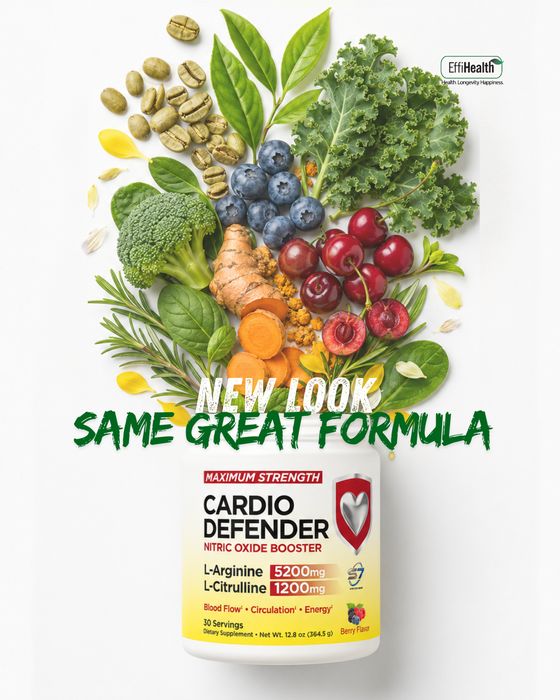 EffiHealth
Health. Longevity. Happiness.
NEW LOOK
SAME GREAT FORMULA
MAXIMUM STRENGTH
CARDIO
DEFENDER
NITRIC OXIDE BOOSTER
L-Arginine 5200mg
L-Citrulline 1200mg
S7
Blood Flow‡ • Circulation‡ • Energy‡
30 Servings
Dietary Supplement • Net Wt. 12.8 oz (364.5 g)
Berry Flavor